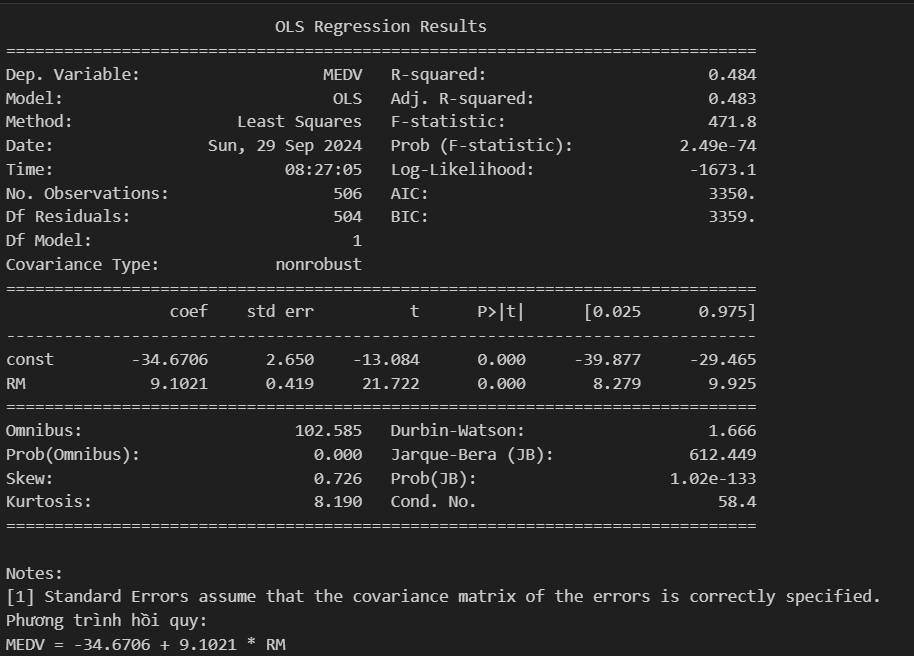 OLS Regression Results
==============================================================================
Dep. Variable:                   MEDV   R-squared:                       0.484
Model:                            OLS   Adj. R-squared:                  0.483
Method:                 Least Squares   F-statistic:                     471.8
Date:                Sun, 29 Sep 2024   Prob (F-statistic):           2.49e-74
Time:                        08:27:05   Log-Likelihood:                -1673.1
No. Observations:                 506   AIC:                             3350.
Df Residuals:                     504   BIC:                             3359.
Df Model:                           1
Covariance Type:            nonrobust
==============================================================================
                 coef    std err          t      P>|t|      [0.025      0.975]
------------------------------------------------------------------------------
const        -34.6706      2.650    -13.084      0.000     -39.877     -29.465
RM             9.1021      0.419     21.722      0.000       8.279       9.925
==============================================================================
Omnibus:                      102.585   Durbin-Watson:                   1.666
Prob(Omnibus):                  0.000   Jarque-Bera (JB):              612.449
Skew:                           0.726   Prob(JB):                    1.02e-133
Kurtosis:                       8.190   Cond. No.                         58.4
==============================================================================

Notes:
[1] Standard Errors assume that the covariance matrix of the errors is correctly specified.
Phương trình hồi quy:
MEDV = -34.6706 + 9.1021 * RM